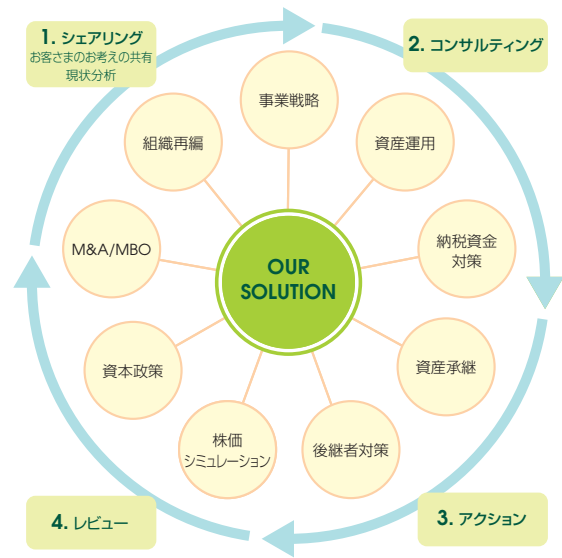 1. シェアリング
お客さまのお考えの共有
現状分析
2. コンサルティング
事業戦略
組織再編
資産運用
M&A/MBO
納税資金
対策
OUR
SOLUTION
資本政策
資産承継
株価
シミュレーション
後継者対策
4. レビュー
3. アクション